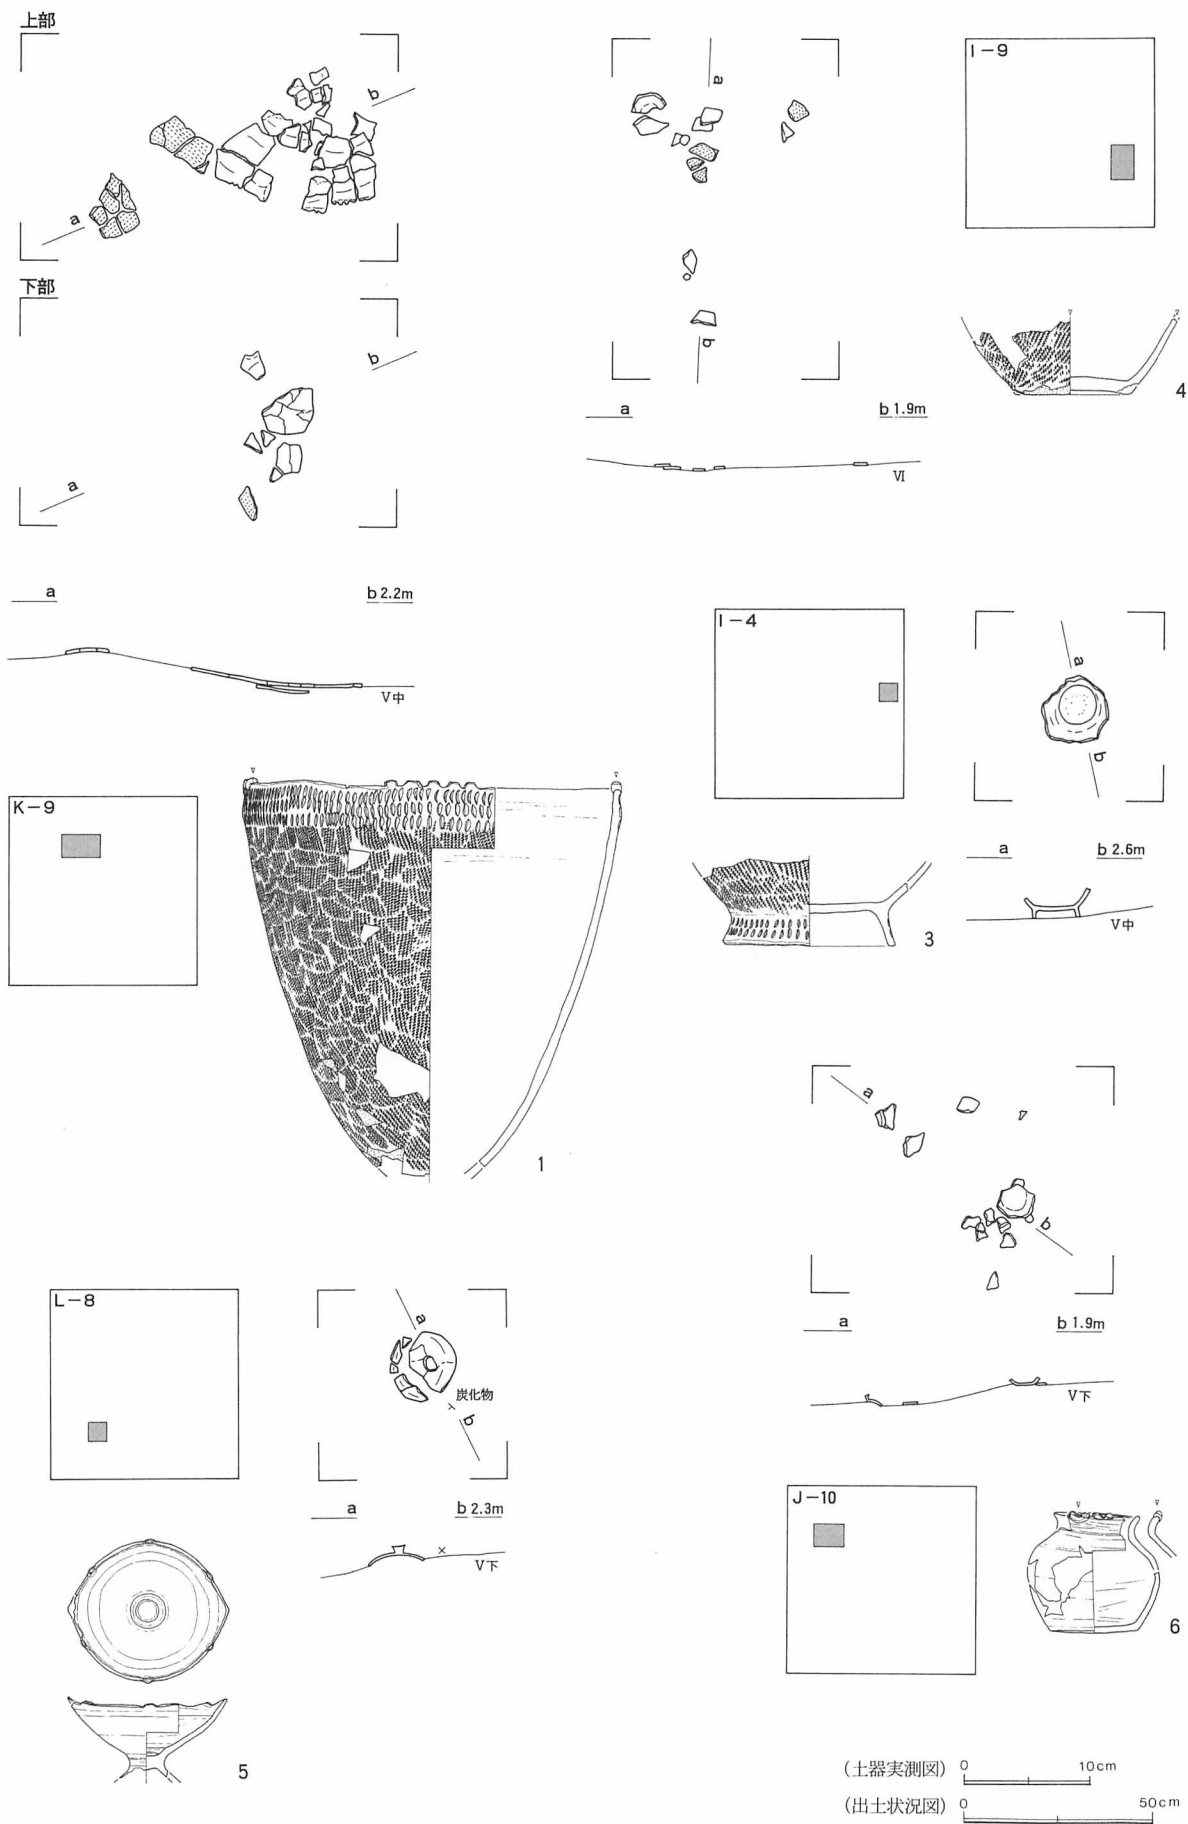 上部
b
a
下部
b
a
a b 2.2m
V中
K-9
1
a
b
a b 1.9m
VI
I-9
4
I-4
a
b
a b 2.6m
V中
3
a
b
a b 1.9m
V下
J-10
6
L-8
a
炭化物
b
a b 2.3m
×
V下
5
(土器実測図) 0 10cm
(出土状況図) 0 50cm